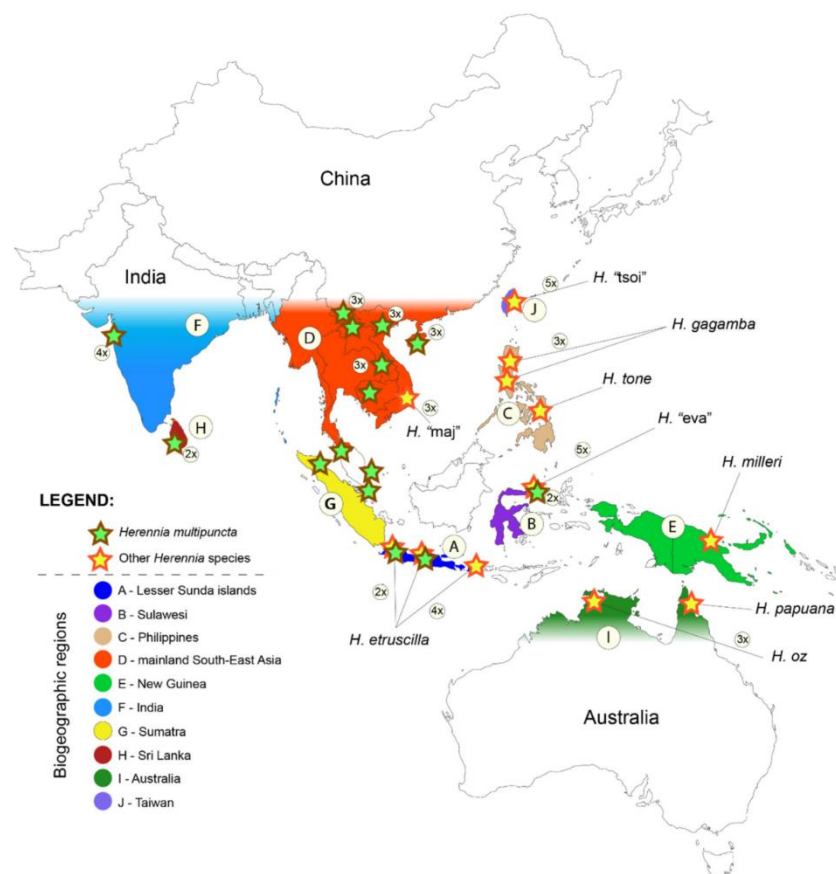 China
India
H. "tsoi"
5x
J
3x
3x
3x
F
D
4x
3x
H. gagamba
3x
3x
H. "maj"
C
H. tone
H
2x
H. "eva"
5x
H. milleri
G
2x
B
E
A
2x
4x
H. etruscilla
H. papuana
3x
I
H. oz
Australia
LEGEND:
Herennia multipuncta
Other Herennia species
Biogeographic regions
A - Lesser Sunda islands
B - Sulawesi
C - Philippines
D - mainland South-East Asia
E - New Guinea
F - India
G - Sumatra
H - Sri Lanka
I - Australia
J - Taiwan